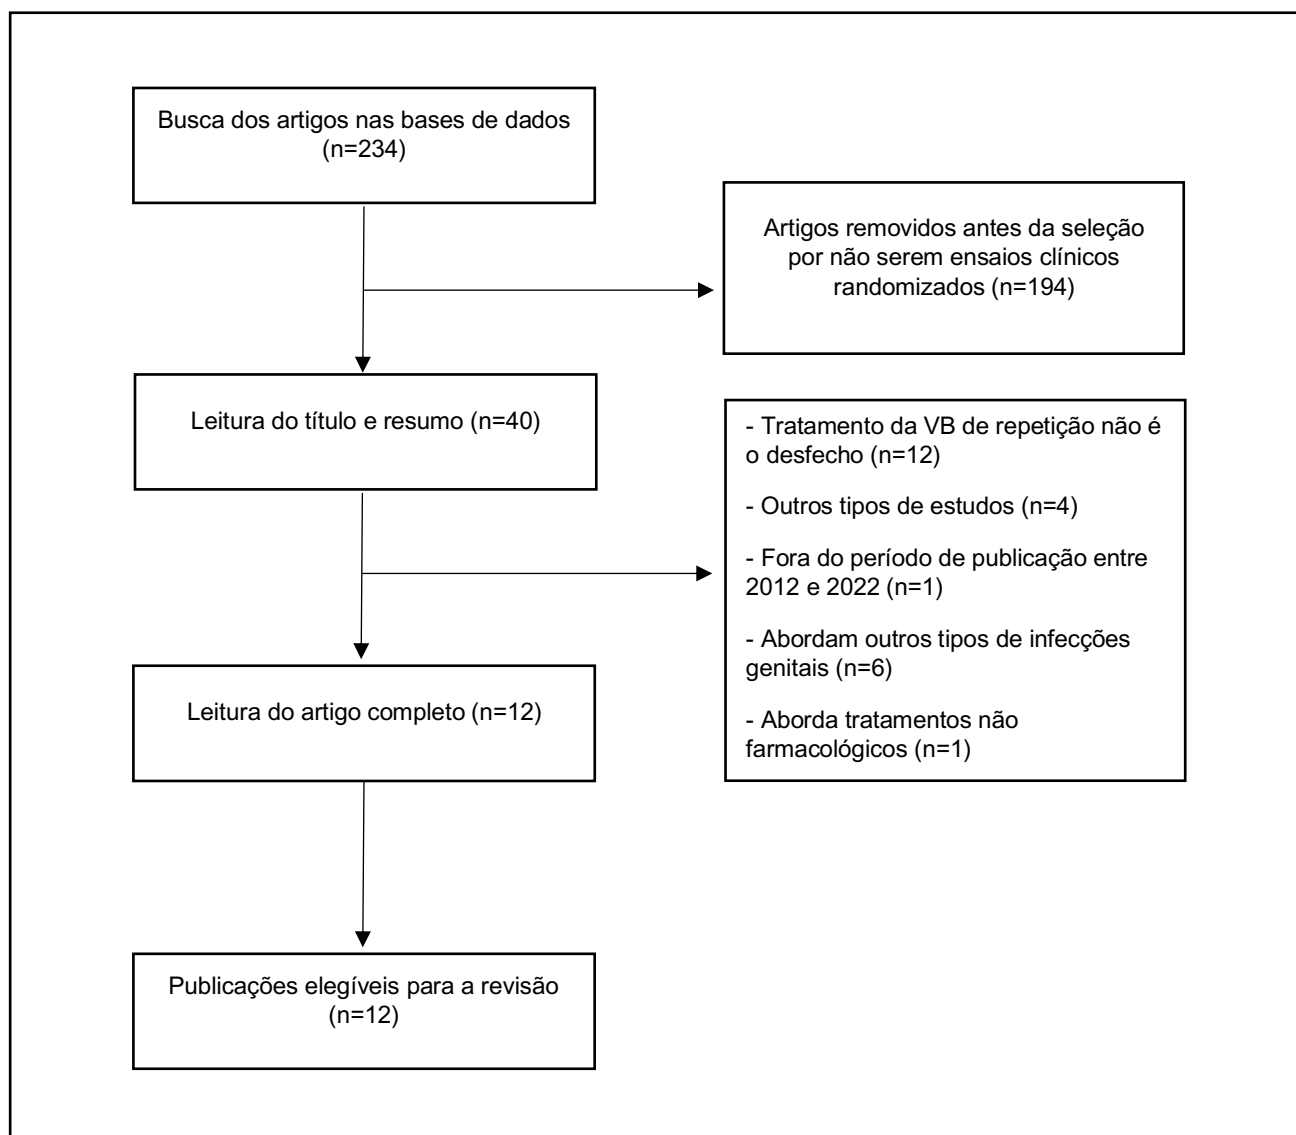 Busca dos artigos nas bases de dados
(n=234)
Artigos removidos antes da seleção
por não serem ensaios clínicos
randomizados (n=194)
Leitura do título e resumo (n=40)
- Tratamento da VB de repetição não é
o desfecho (n=12)
- Outros tipos de estudos (n=4)
- Fora do período de publicação entre
2012 e 2022 (n=1)
- Abordam outros tipos de infecções
genitais (n=6)
- Aborda tratamentos não
farmacológicos (n=1)
Leitura do artigo completo (n=12)
Publicações elegíveis para a revisão
(n=12)